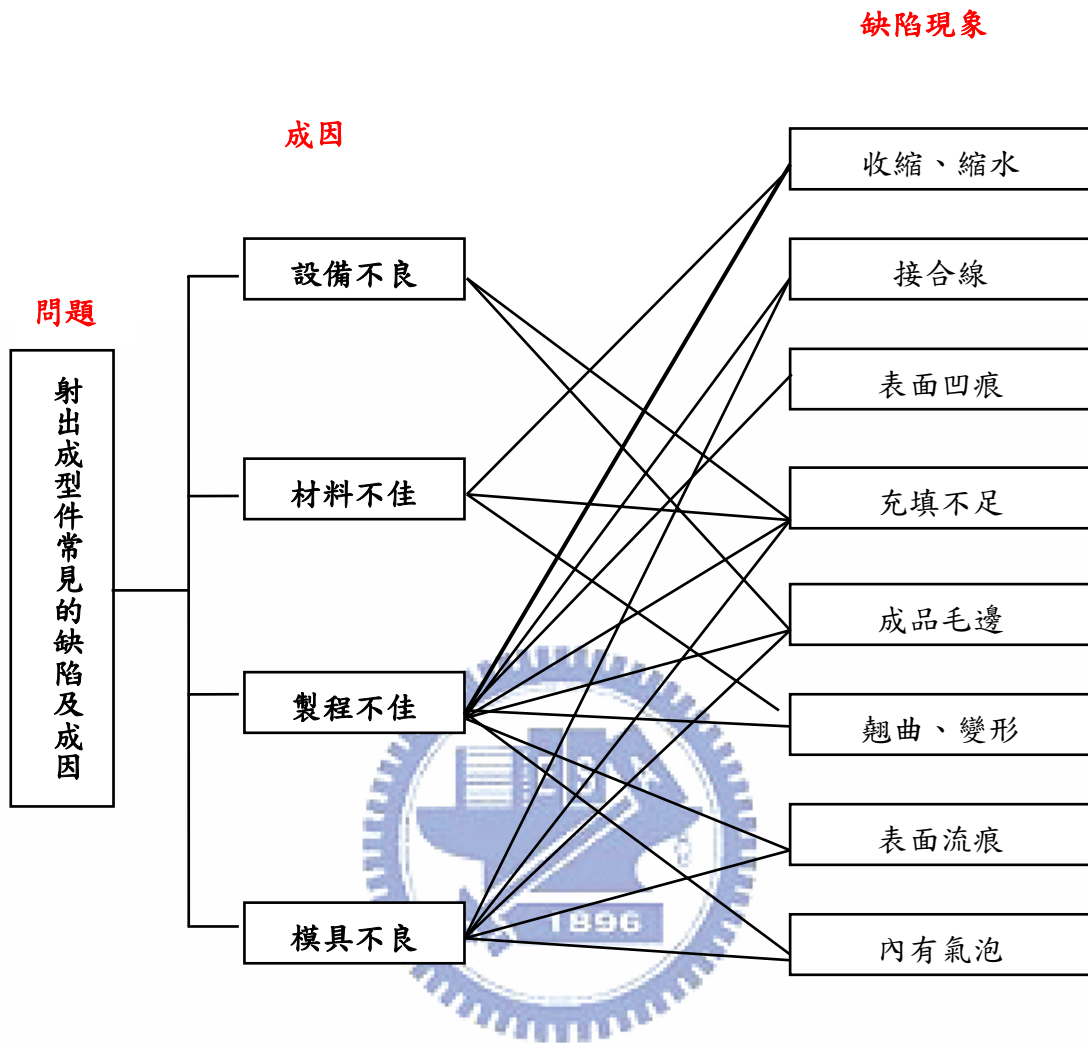 缺陷現象
成因
問題
射出成型件常見的缺陷及成因
設備不良
材料不佳
製程不佳
模具不良
收縮、縮水
接合線
表面凹痕
充填不足
成品毛邊
翹曲、變形
表面流痕
內有氣泡
1896